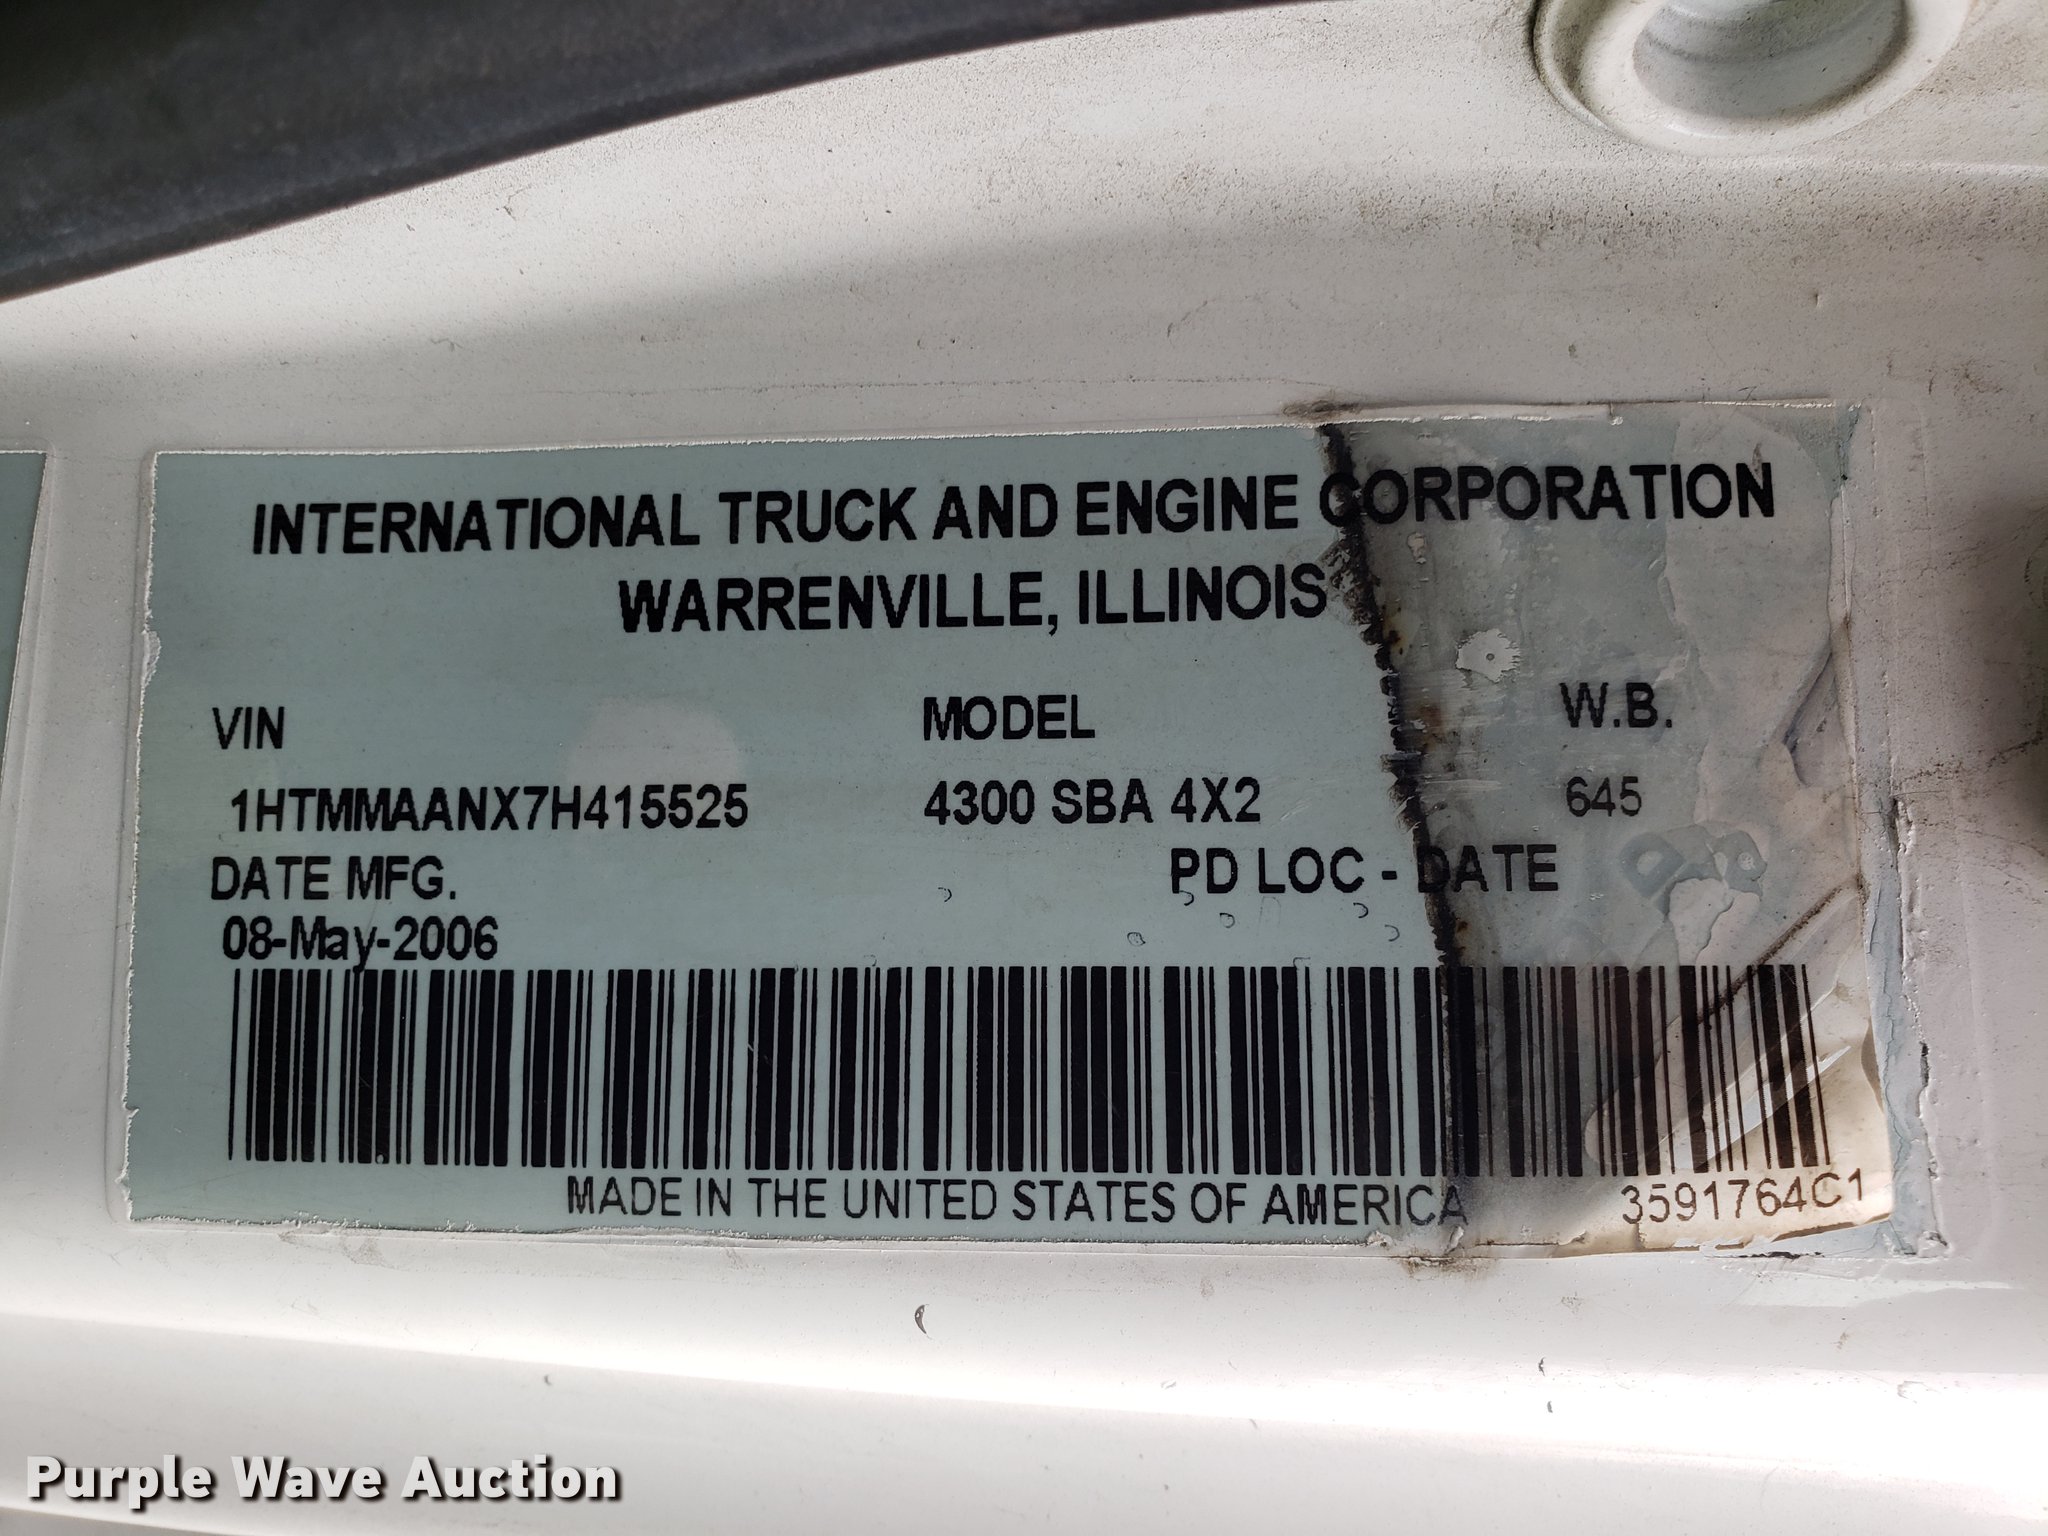 INTERNATIONAL TRUCK AND ENGINE CORPORATION
WARRENVILLE, ILLINOIS
VIN MODEL W.B.
1HTMMAANX7H415525 4300 SBA 4X2 645
DATE MFG. PD LOC - DATE
08-May-2006
MADE IN THE UNITED STATES OF AMERICA 3591764C1
Purple Wave Auction